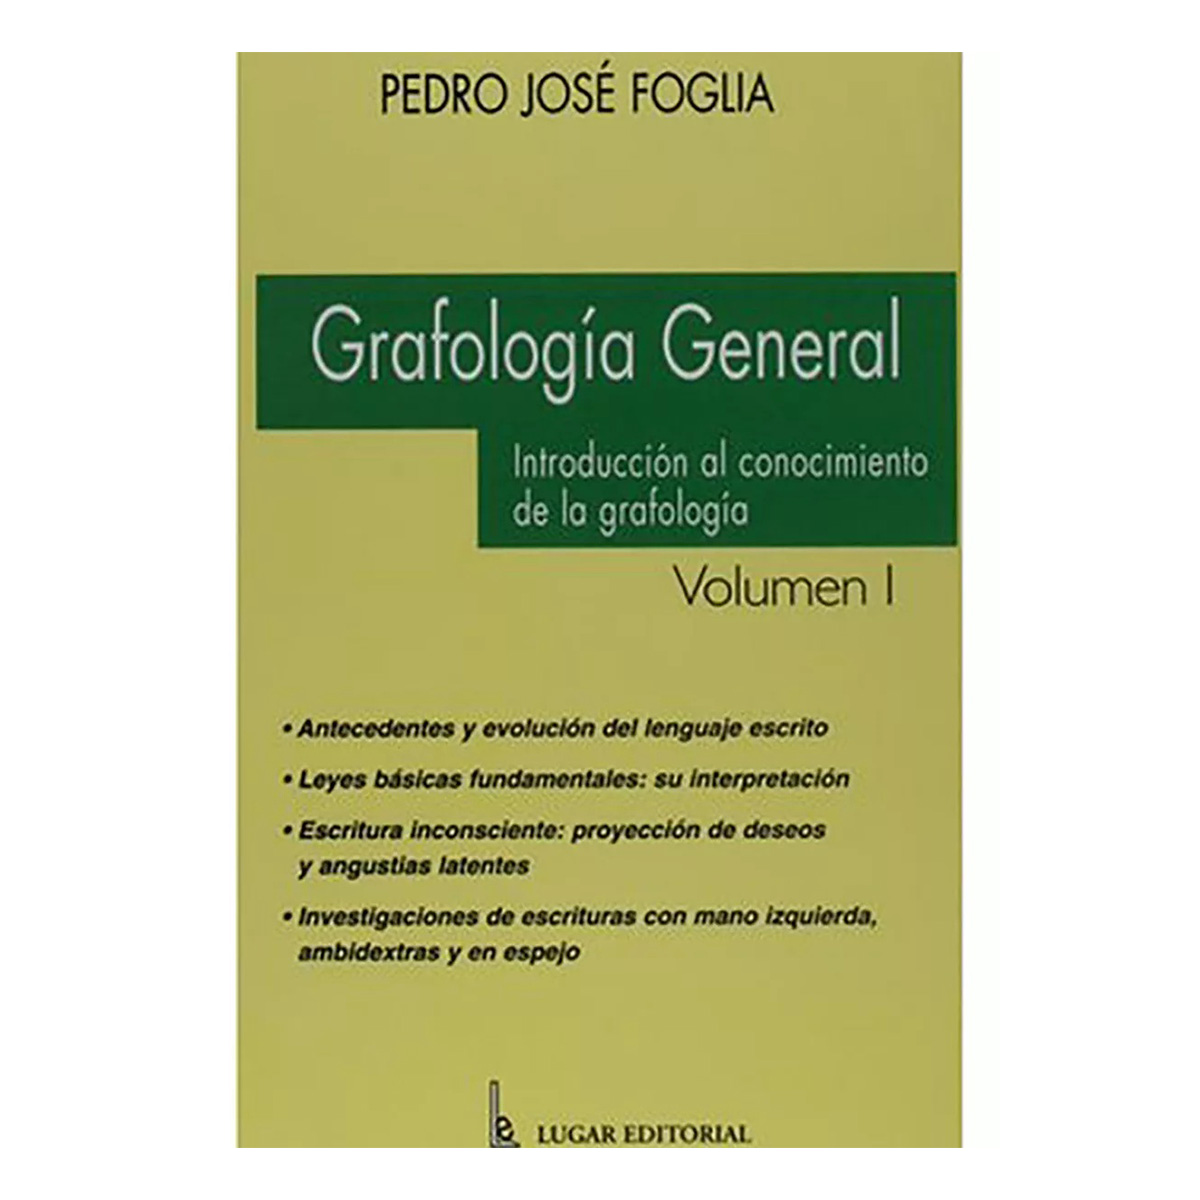 PEDRO JOSÉ FOGLIA
Grafología General
Introducción al conocimiento
de la grafología
Volumen I
• Antecedentes y evolución del lenguaje escrito
• Leyes básicas fundamentales: su interpretación
• Escritura inconsciente: proyección de deseos
y angustias latentes
• Investigaciones de escrituras con mano izquierda,
ambidextras y en espejo
Le LUGAR EDITORIAL